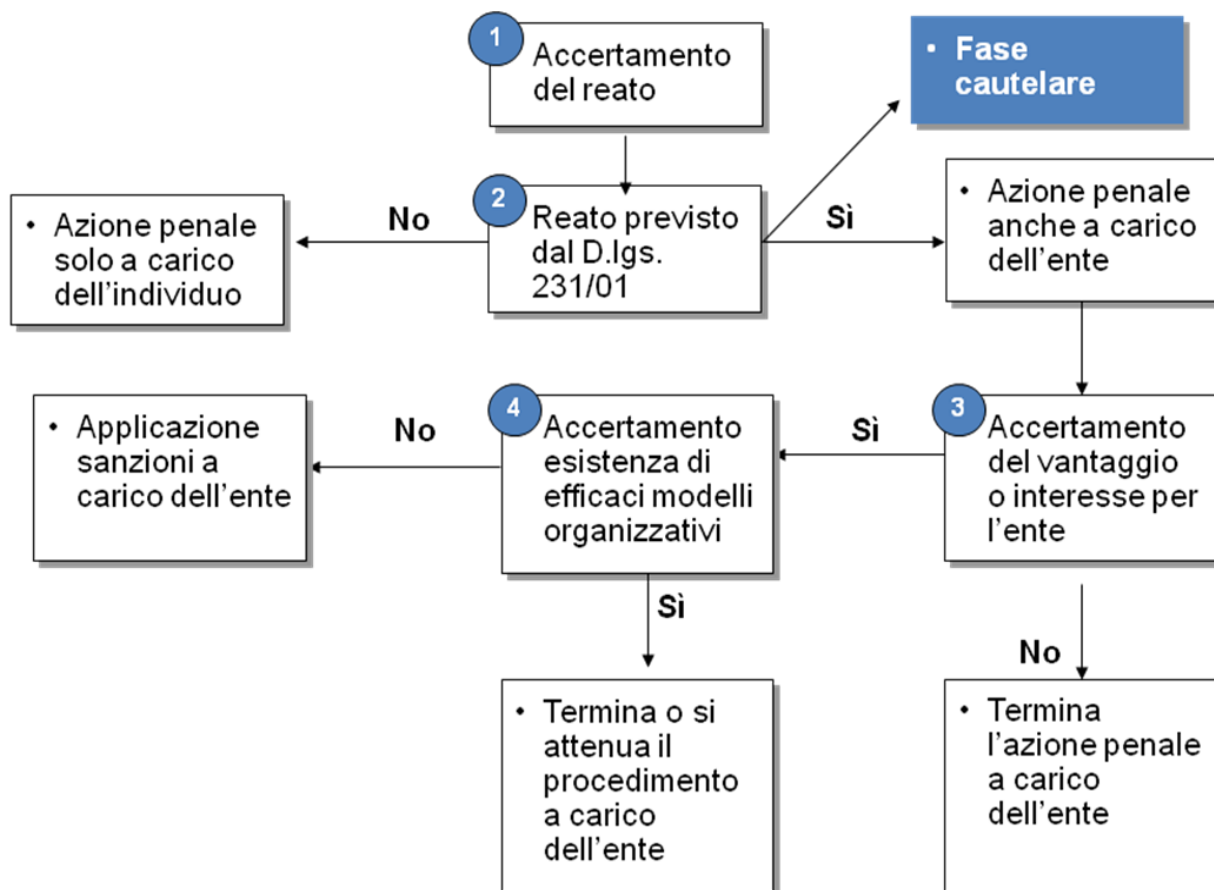 1
Accertamento
del reato
• Fase
cautelare
2
Reato previsto
dal D.lgs.
231/01
No
Sì
• Azione penale
solo a carico
dell'individuo
• Azione penale
anche a carico
dell'ente
3
Accertamento
del vantaggio
o interesse per
l'ente
Sì
4
Accertamento
esistenza di
efficaci modelli
organizzativi
No
• Applicazione
sanzioni a
carico dell'ente
Sì
• Termina o si
attenua il
procedimento
a carico
dell'ente
No
• Termina
l'azione penale
a carico
dell'ente